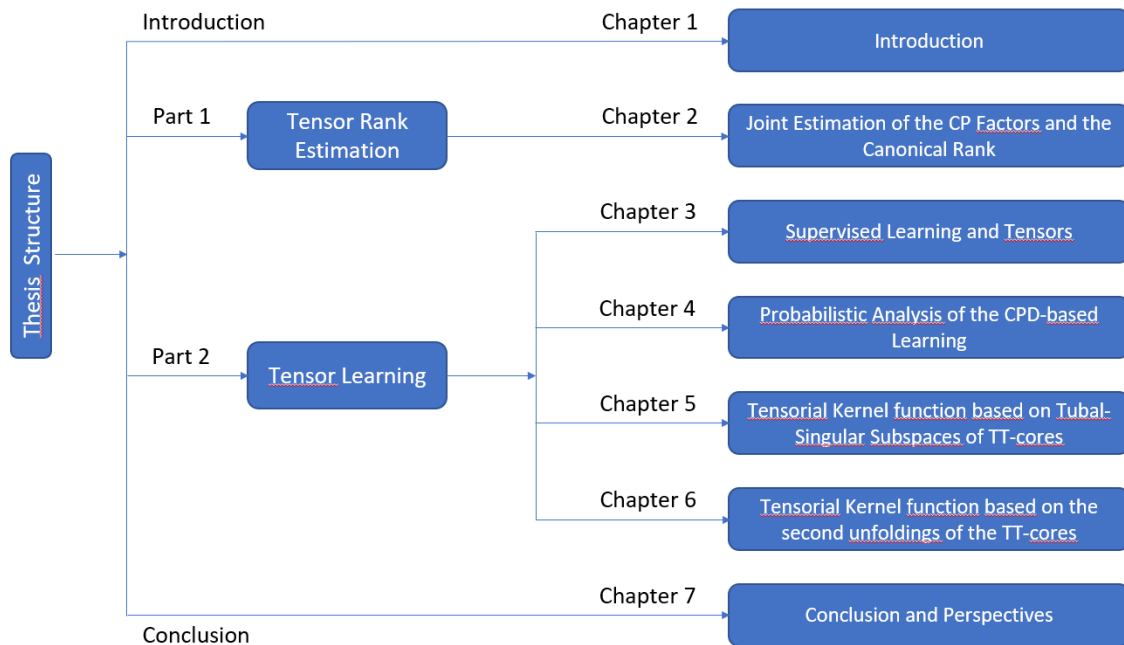 Thesis Structure
Introduction
Chapter 1
Introduction
Part 1
Tensor Rank
Estimation
Chapter 2
Joint Estimation of the CP Factors and the
Canonical Rank
Chapter 3
Supervised Learning and Tensors
Chapter 4
Probabilistic Analysis of the CPD-based
Learning
Part 2
Tensor Learning
Chapter 5
Tensorial Kernel function based on Tubal-
Singular Subspaces of TT-cores
Chapter 6
Tensorial Kernel function based on the
second unfoldings of the TT-cores
Chapter 7
Conclusion and Perspectives
Conclusion